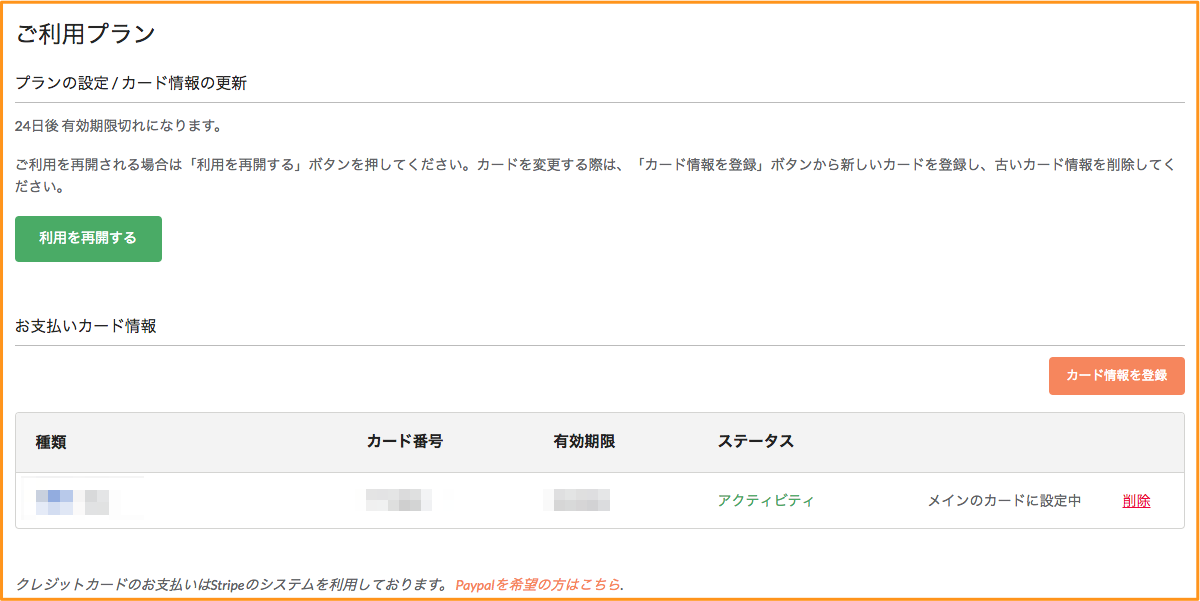 ご利用プラン
プランの設定 / カード情報の更新
24日後 有効期限切れになります。
ご利用を再開される場合は「利用を再開する」ボタンを押してください。カードを変更する際は、「カード情報を登録」ボタンから新しいカードを登録し、古いカード情報を削除してく
ださい。
利用を再開する
お支払いカード情報
カード情報を登録
種類 カード番号 有効期限 ステータス
アクティビティ メインのカードに設定中 削除
クレジットカードのお支払いはStripeのシステムを利用しております。 Paypalを希望の方はこちら.